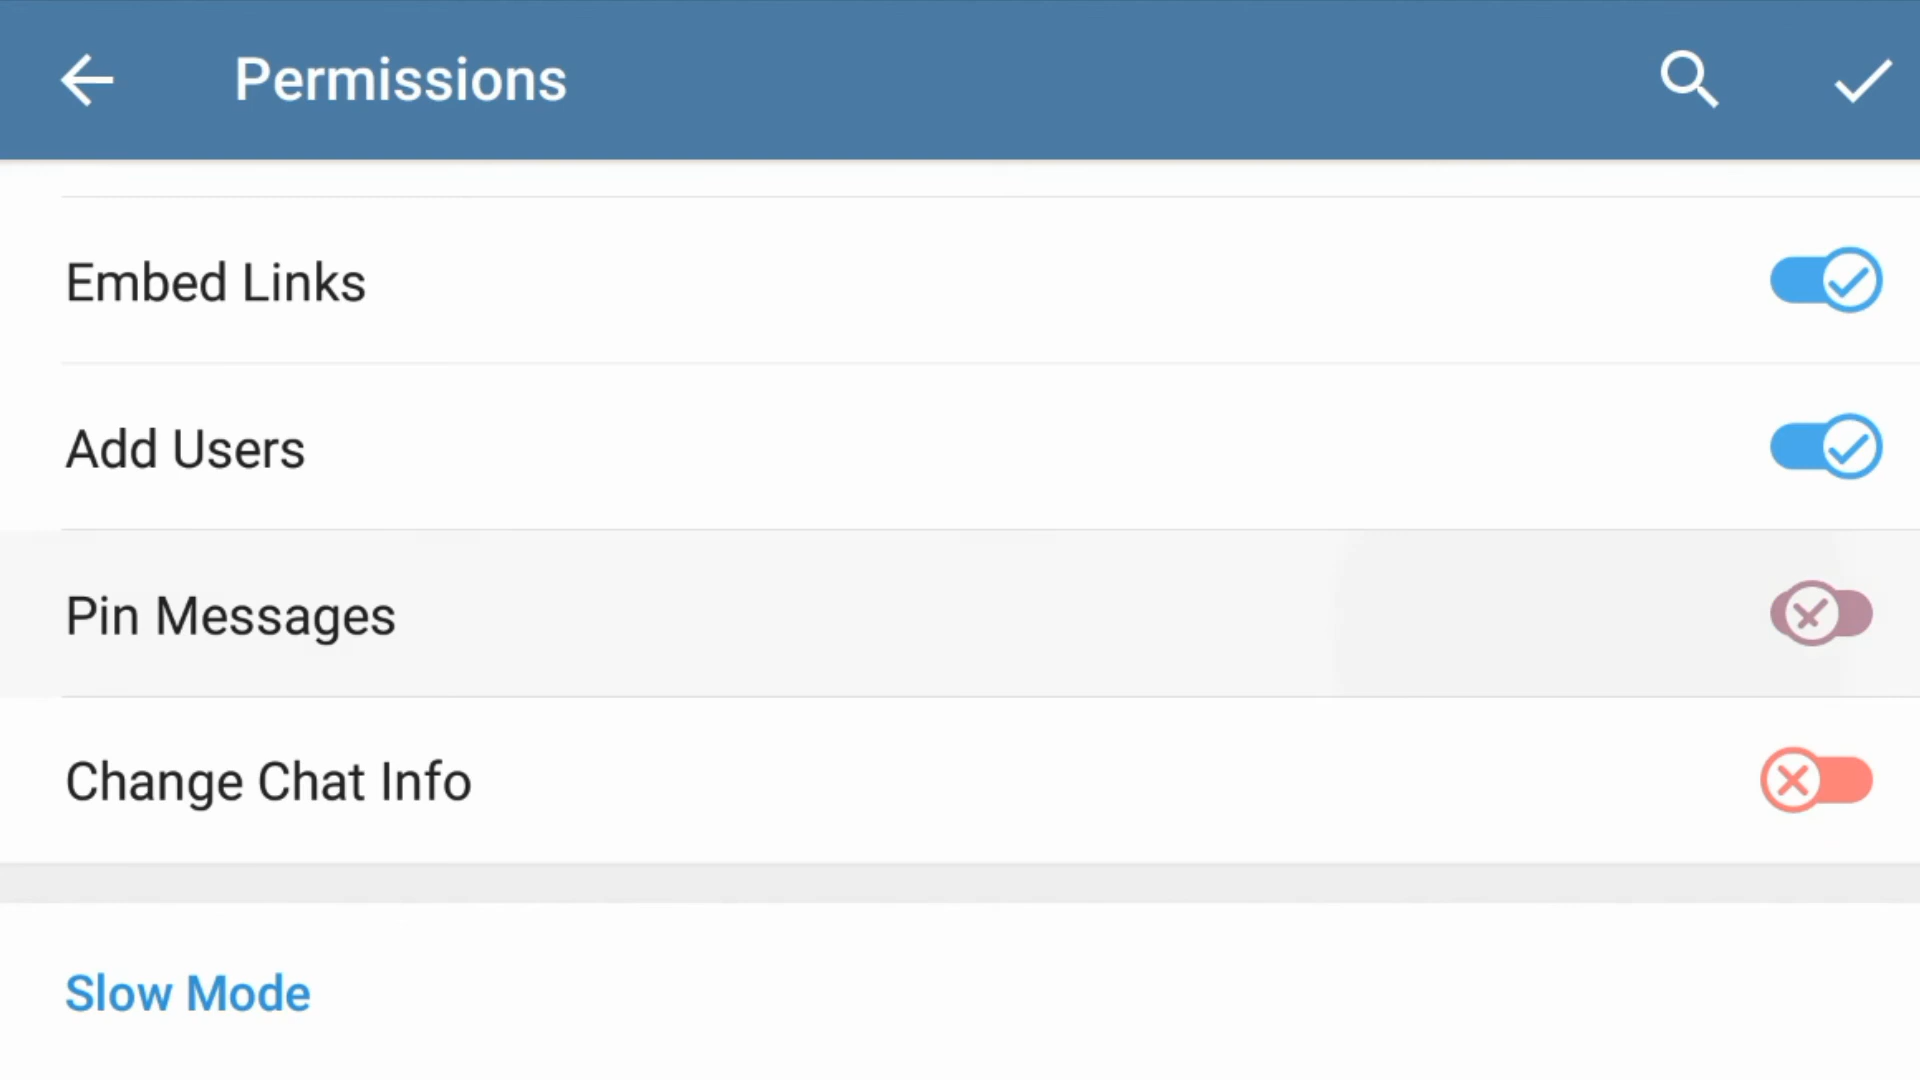 Permissions
Embed Links
Add Users
Pin Messages
Change Chat Info
Slow Mode